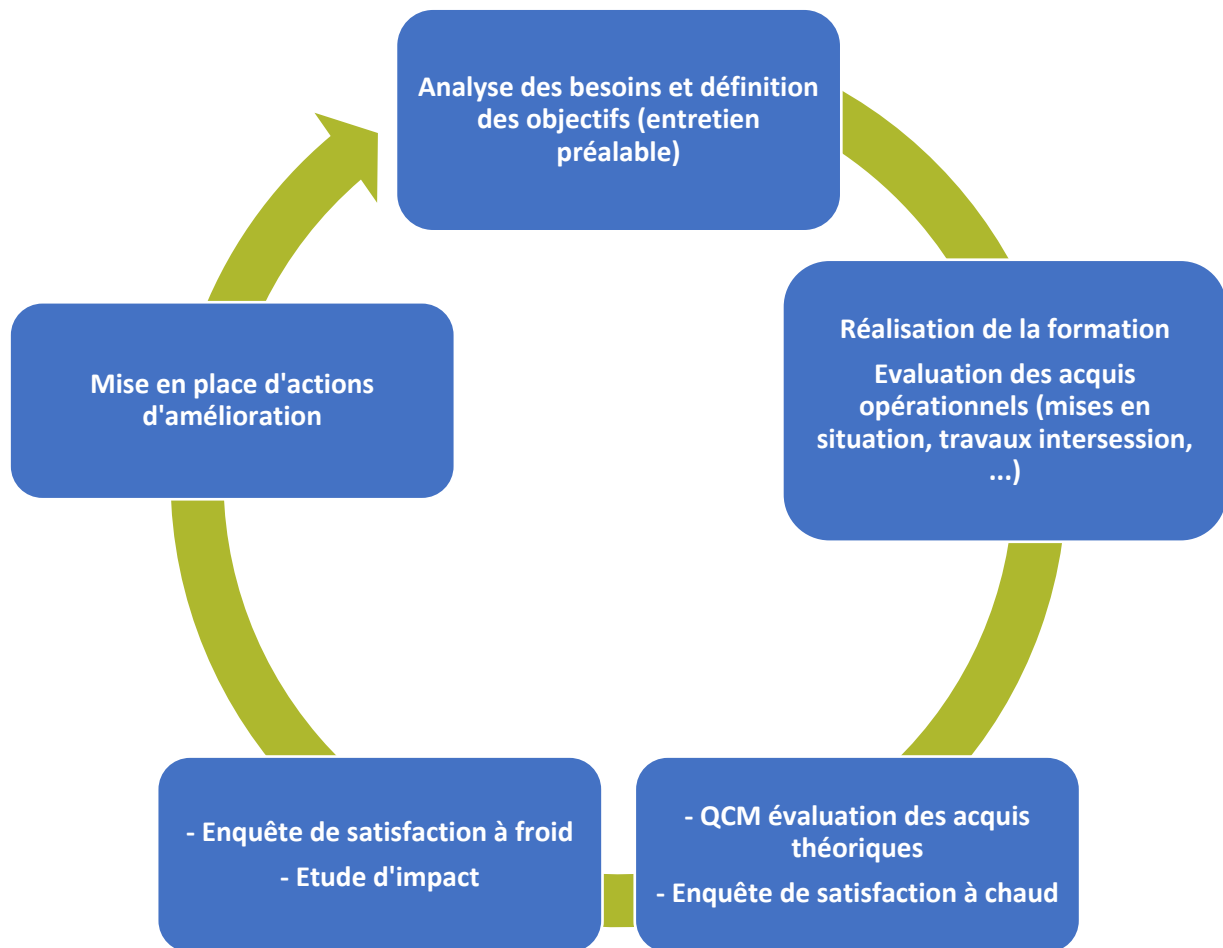 Analyse des besoins et définition
des objectifs (entretien
préalable)
Réalisation de la formation
Evaluation des acquis
opérationnels (mises en
situation, travaux intersession,
...)
- QCM évaluation des acquis
théoriques
- Enquête de satisfaction à chaud
- Enquête de satisfaction à froid
- Etude d'impact
Mise en place d'actions
d'amélioration